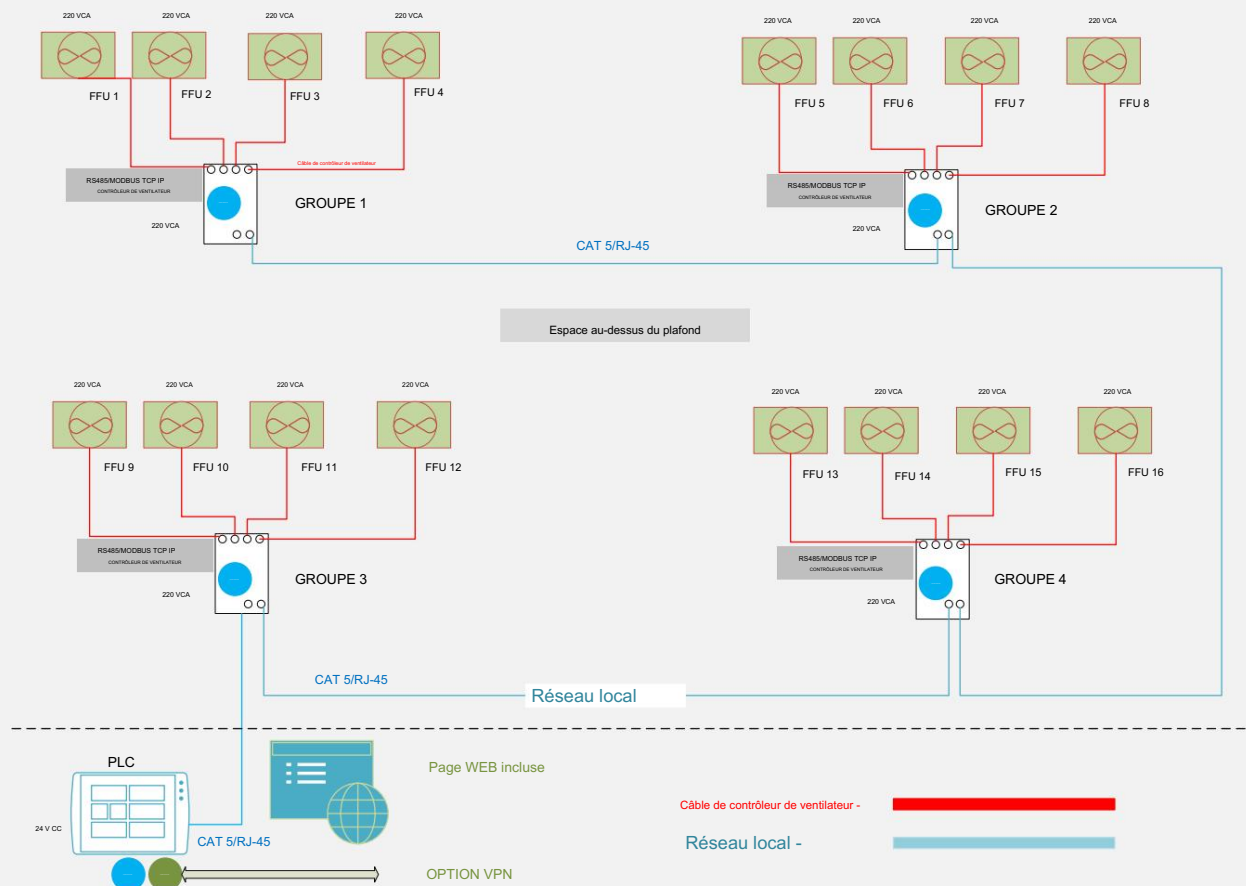 220 VCA 220 VCA 220 VCA 220 VCA
FFU 1 FFU 2 FFU 3 FFU 4
Câble de contrôleur de ventilateur
RS485/MODBUS TCP IP
CONTRÔLEUR DE VENTILATEUR
GROUPE 1
220 VCA
220 VCA 220 VCA 220 VCA 220 VCA
FFU 5 FFU 6 FFU 7 FFU 8
RS485/MODBUS TCP IP
CONTRÔLEUR DE VENTILATEUR
GROUPE 2
220 VCA
CAT 5/RJ-45
Espace au-dessus du plafond
220 VCA 220 VCA 220 VCA 220 VCA
FFU 9 FFU 10 FFU 11 FFU 12
RS485/MODBUS TCP IP
CONTRÔLEUR DE VENTILATEUR
GROUPE 3
220 VCA
220 VCA 220 VCA 220 VCA 220 VCA
FFU 13 FFU 14 FFU 15 FFU 16
RS485/MODBUS TCP IP
CONTRÔLEUR DE VENTILATEUR
GROUPE 4
220 VCA
CAT 5/RJ-45
Réseau local
PLC
24 V CC
CAT 5/RJ-45
Page WEB incluse
OPTION VPN
Câble de contrôleur de ventilateur -
Réseau local -